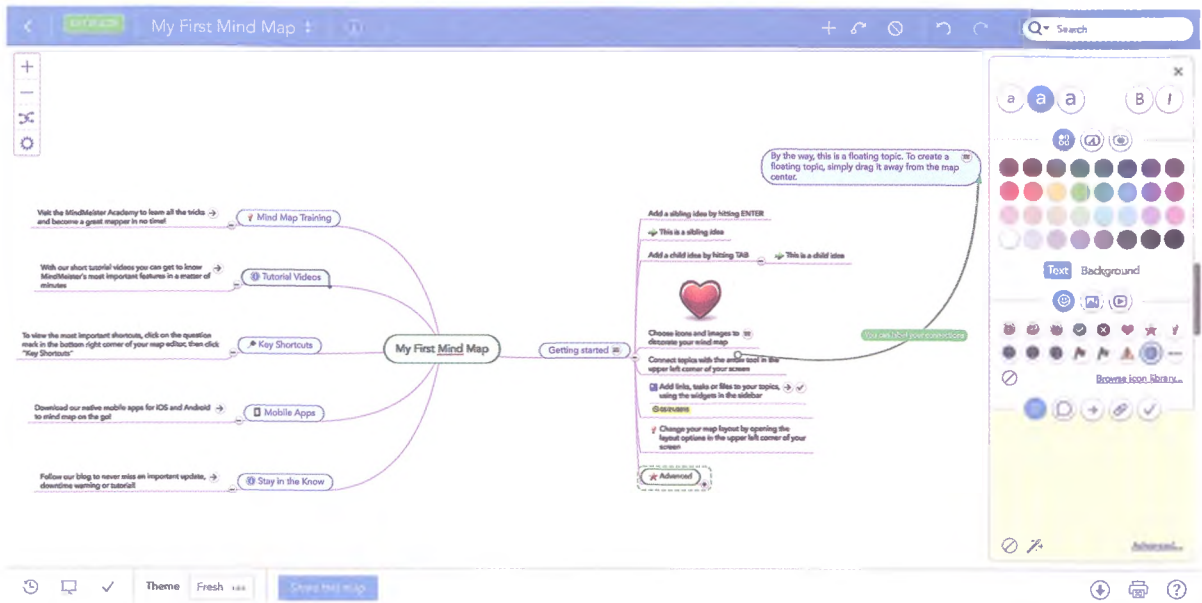 My First Mind Map
Search
a a a B I
By the way, this is a floating topic. To create a
floating topic, simply drag it away from the map
center.
Text Background
Browse icon library...
Advanced...
Visit the MindMeister Academy to learn all the tricks
and become a great mapper in no time!
Mind Map Training
With our short tutorial videos you can get to know
MindMeister's most important features in a matter of
minutes
Tutorial Videos
To view the most important shortcuts, click on the question
mark in the bottom right corner of your map editor, then click
"Key Shortcuts"
Key Shortcuts
Download our native mobile apps for iOS and Android
to mind map on the go!
Mobile Apps
Follow our blog to never miss an important update,
downtime warning or tutorial!
Stay in the Know
My First Mind Map
Getting started
Add a sibling idea by hitting ENTER
This is a sibling idea
Add a child idea by hitting TAB
This is a child idea
Choose icons and images to
decorate your mind map
You can label your connections
Connect topics with the arrow tool in the
upper left corner of your screen
Add links, tasks or files to your topics,
using the widgets in the sidebar
Change your map layout by opening the
layout options in the upper left corner of your
screen
Advanced
Theme Fresh
Share this map